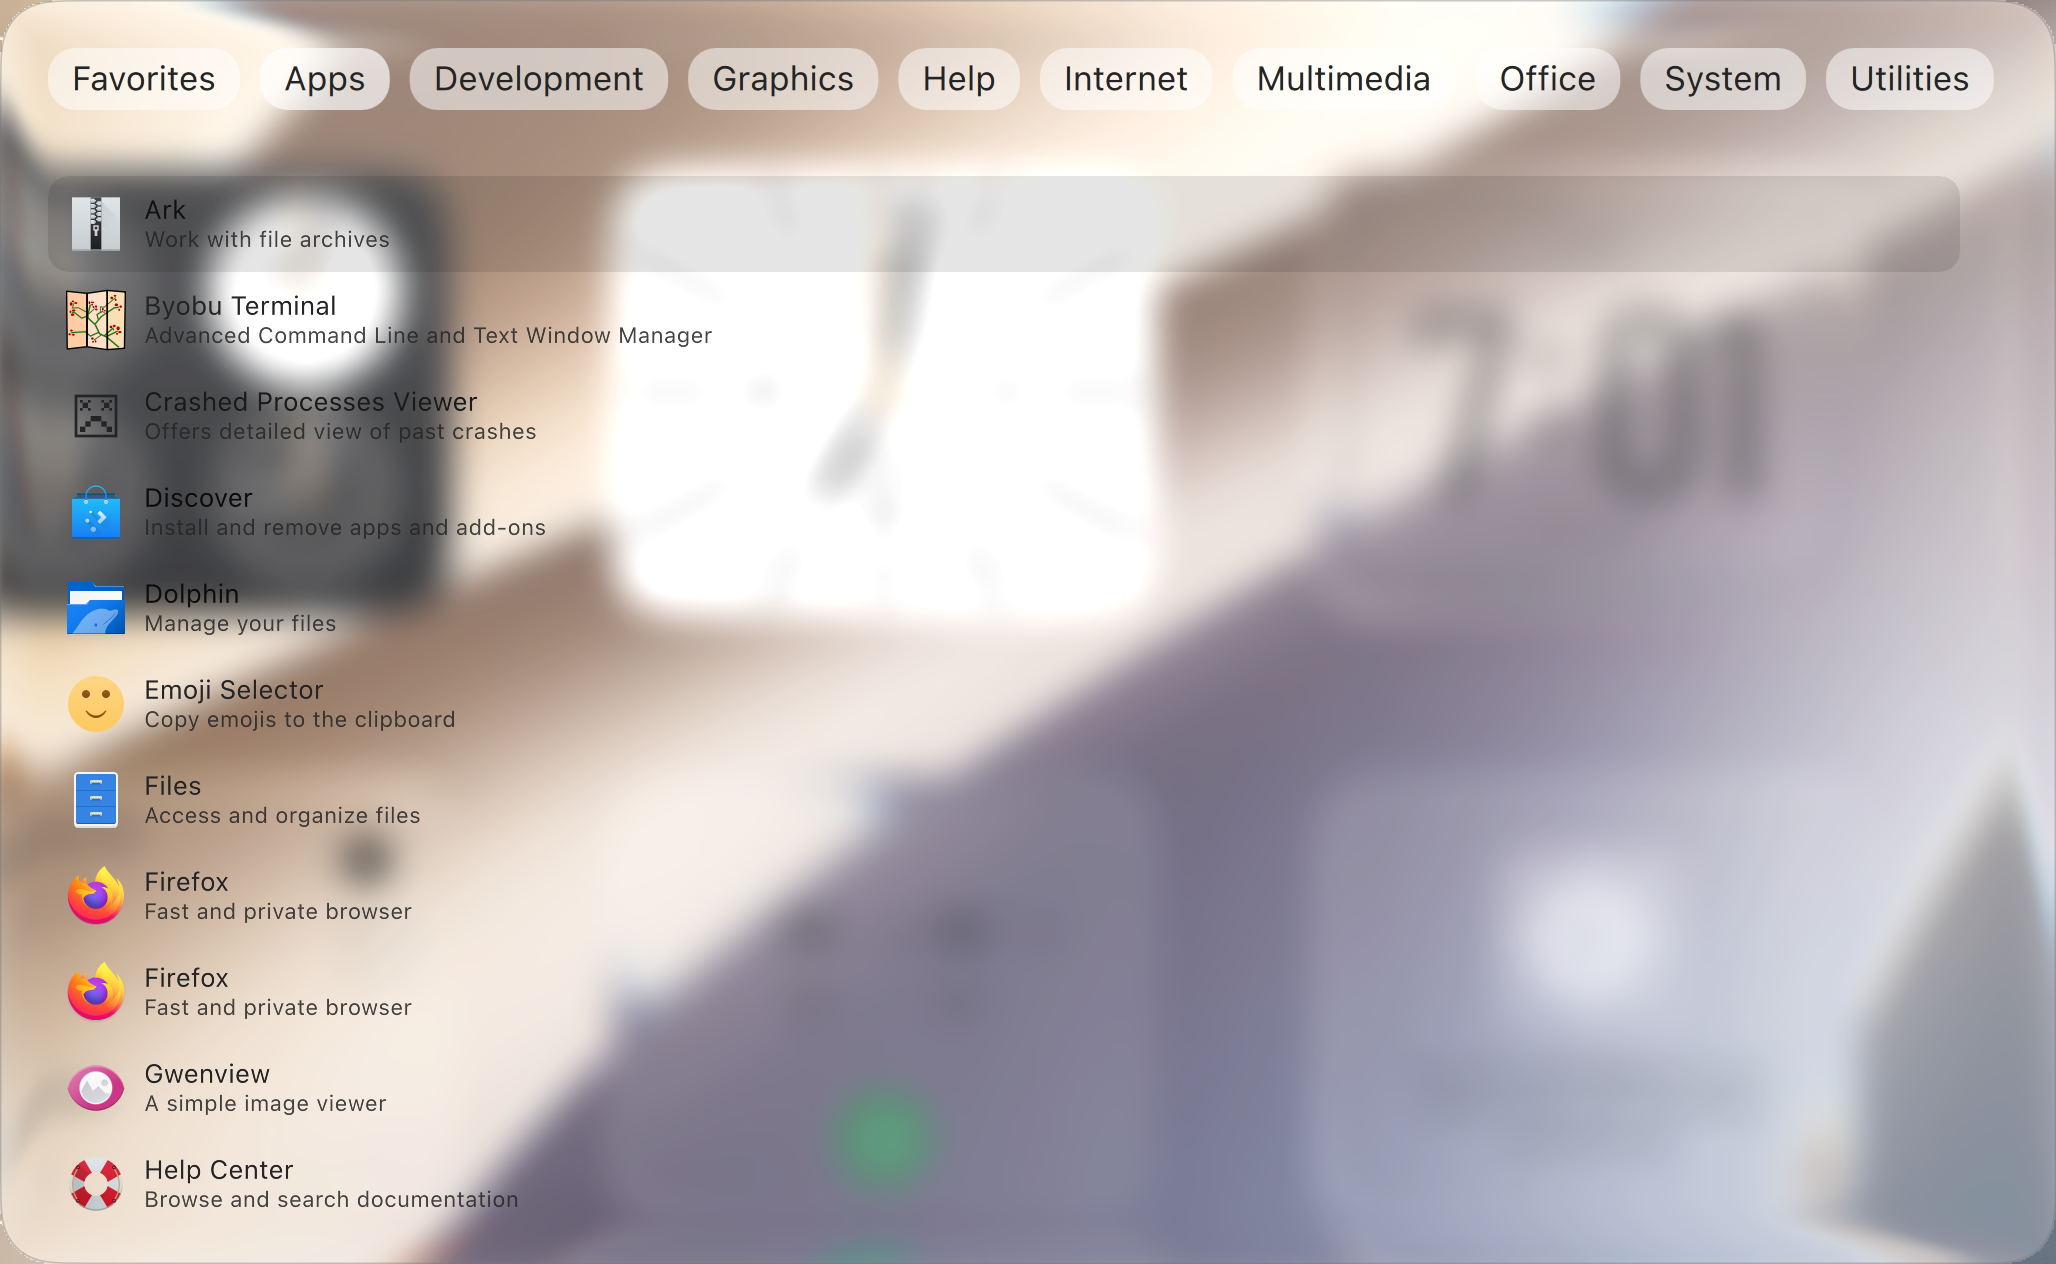 Favorites Apps Development Graphics Help Internet Multimedia Office System Utilities
Ark
Work with file archives
Byobu Terminal
Advanced Command Line and Text Window Manager
7 01
Crashed Processes Viewer
Offers detailed view of past crashes
Discover
Install and remove apps and add-ons
Dolphin
Manage your files
Emoji Selector
Copy emojis to the clipboard
Files
Access and organize files
Firefox
Fast and private browser
Firefox
Fast and private browser
Gwenview
A simple image viewer
Help Center
Browse and search documentation